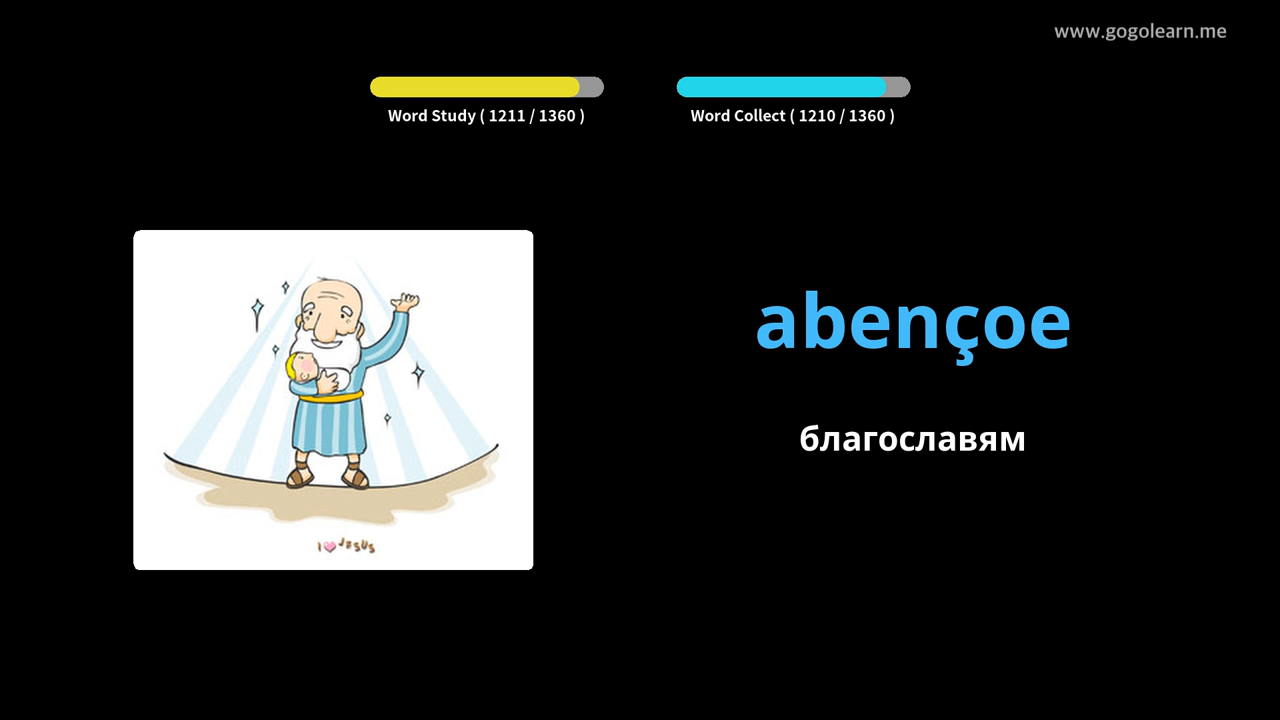 www.gogolearn.me
Word Study ( 1211 / 1360 )
Word Collect ( 1210 / 1360 )
abençoe
благославям
I ♥ JESUS